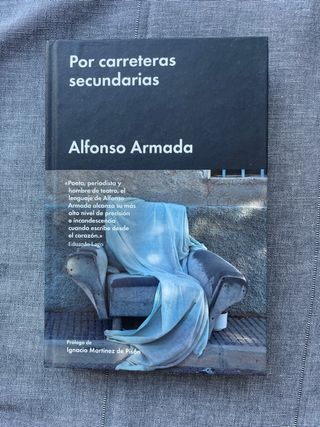 Por carreteras
secundarias
Alfonso Armada
«Poeta, periodista y
hombre de teatro, el
lenguaje de Alfonso
Armada alcanza su más
alto nivel de precisión
e incandescencia
cuando escribe desde
el corazón.»
Eduardo Lago
Prólogo de
Ignacio Martínez de Pisón